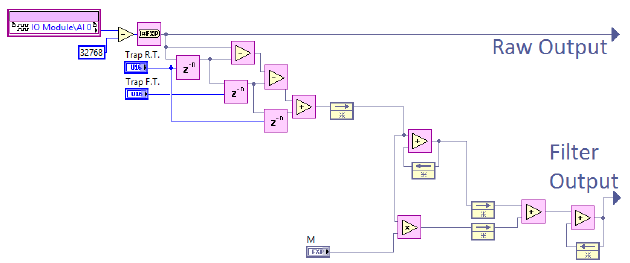 IO Module\AI 0
32768
Raw Output
Trap R.T.
U16
Trap F.T.
U16
z⁻ⁿ
z⁻ⁿ
z⁻ⁿ
Filter
Output
M